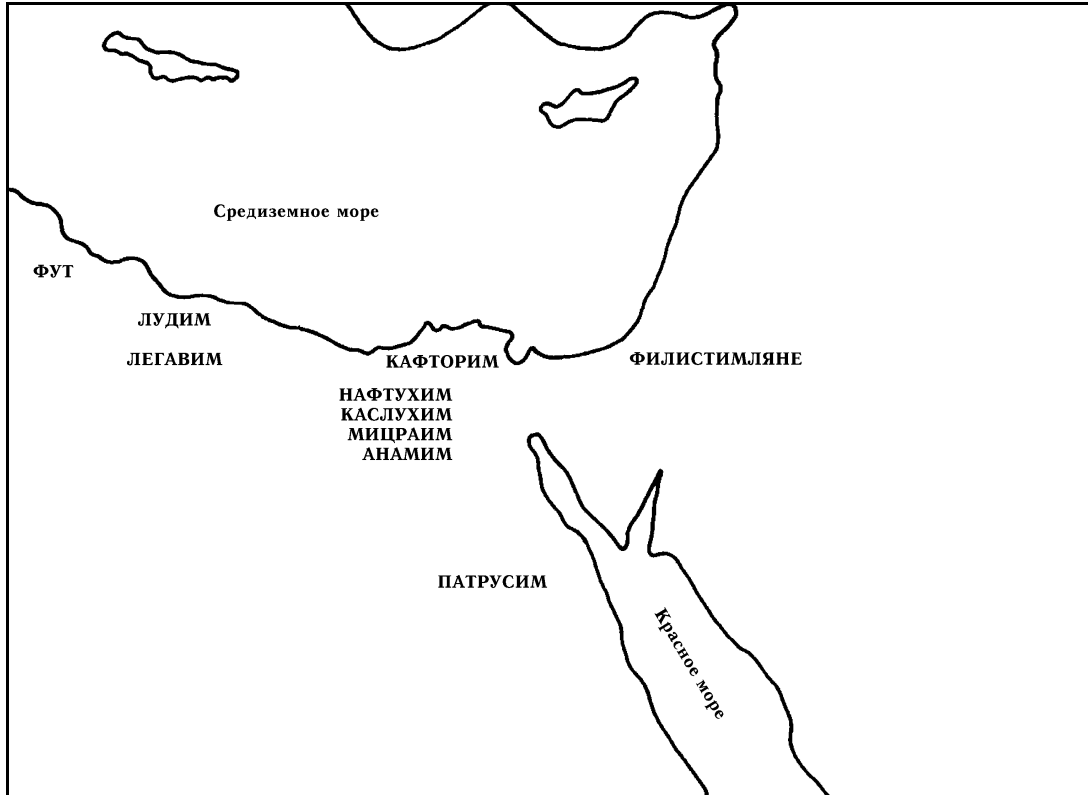 Средиземное море
ФУТ
ЛУДИМ
ЛЕГАВИМ
КАФТОРИМ
ФИЛИСТИМЛЯНЕ
НАФТУХИМ
КАСЛУХИМ
МИЦРАИМ
АНАМИМ
ПАТРУСИМ
Красное море